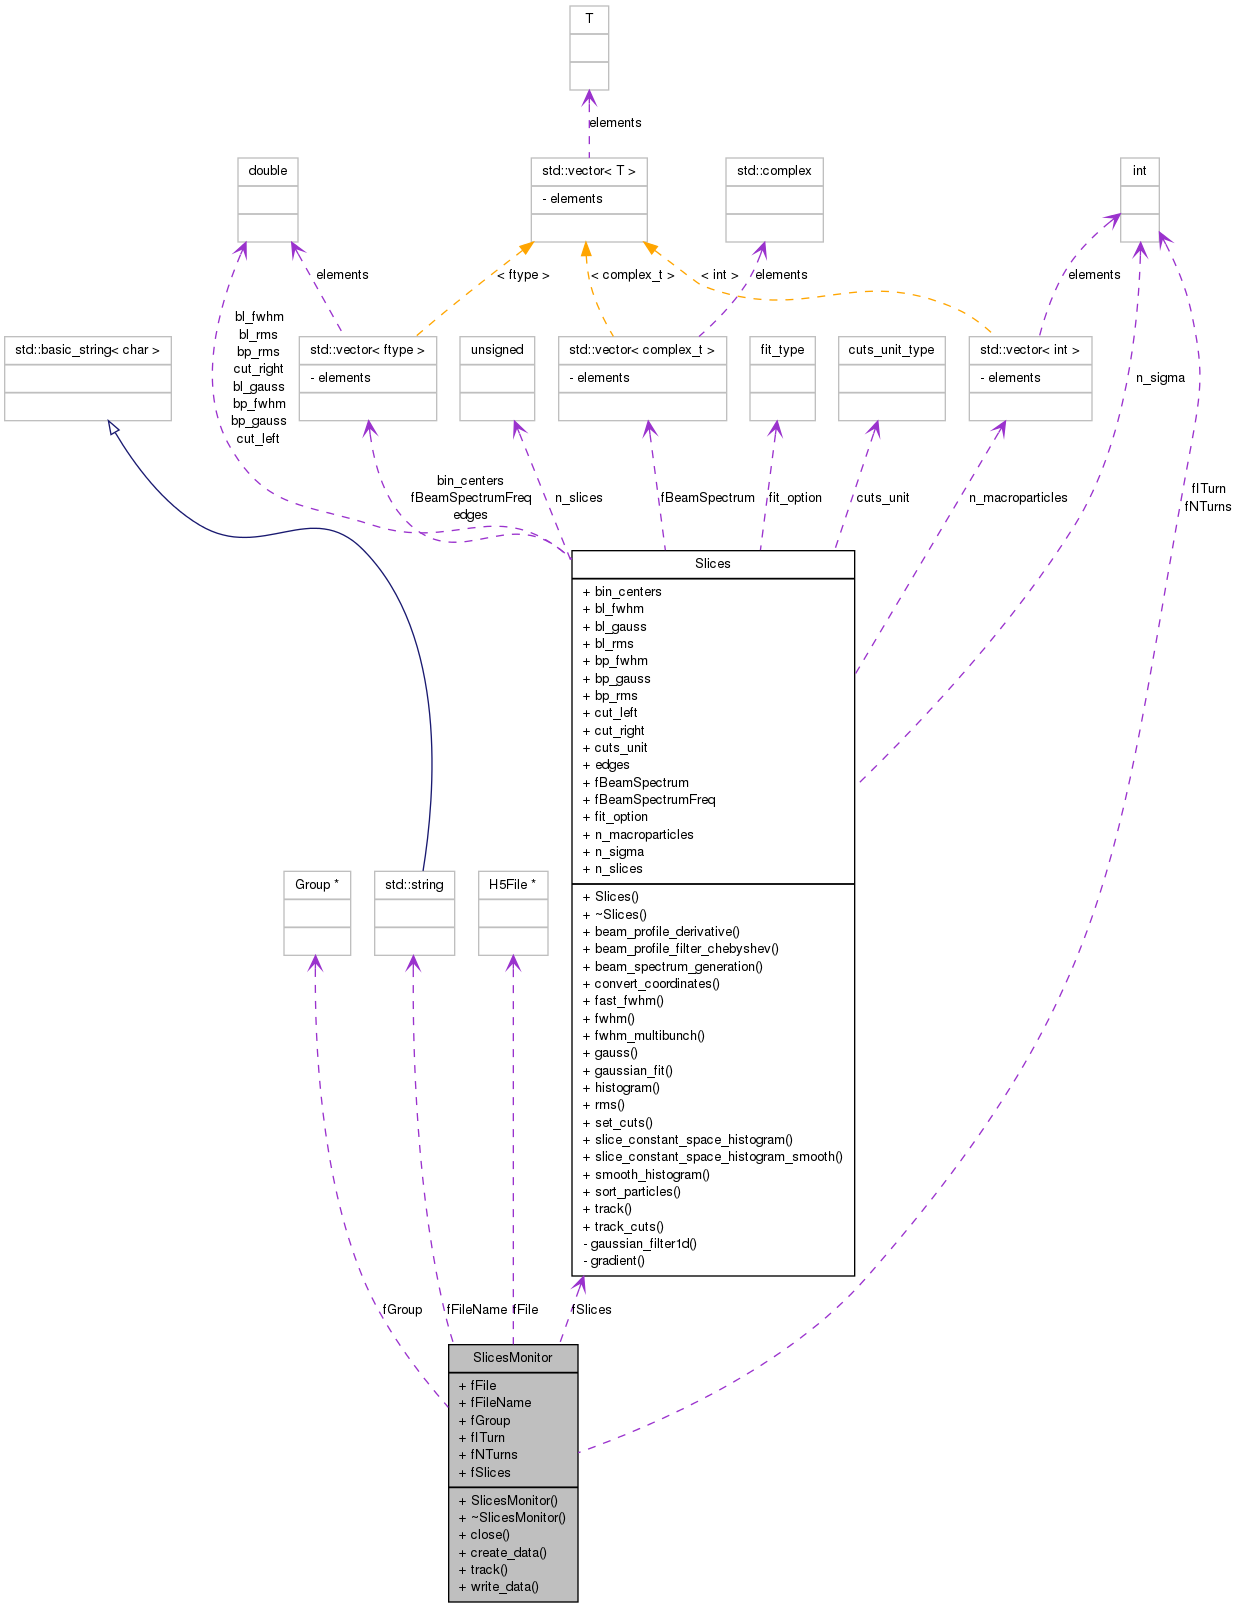 T
elements
double
std::vector< T >
- elements
std::complex
int
elements
< ftype >
< complex_t >
elements
< int >
elements
bl_fwhm
bl_rms
bp_rms
cut_right
bl_gauss
bp_fwhm
bp_gauss
cut_left
std::basic_string< char >
std::vector< ftype >
- elements
unsigned
std::vector< complex_t >
- elements
fit_type
cuts_unit_type
std::vector< int >
- elements
n_sigma
bin_centers
fBeamSpectrumFreq
edges
n_slices
fBeamSpectrum
fit_option
cuts_unit
n_macroparticles
fITurn
fNTurns
Slices
+ bin_centers
+ bl_fwhm
+ bl_gauss
+ bl_rms
+ bp_fwhm
+ bp_gauss
+ bp_rms
+ cut_left
+ cut_right
+ cuts_unit
+ edges
+ fBeamSpectrum
+ fBeamSpectrumFreq
+ fit_option
+ n_macroparticles
+ n_sigma
+ n_slices
+ Slices()
+ ~Slices()
+ beam_profile_derivative()
+ beam_profile_filter_chebyshev()
+ beam_spectrum_generation()
+ convert_coordinates()
+ fast_fwhm()
+ fwhm()
+ fwhm_multibunch()
+ gauss()
+ gaussian_fit()
+ histogram()
+ rms()
+ set_cuts()
+ slice_constant_space_histogram()
+ slice_constant_space_histogram_smooth()
+ smooth_histogram()
+ sort_particles()
+ track()
+ track_cuts()
- gaussian_filter1d()
- gradient()
Group *
std::string
H5File *
fGroup
fFileName
fFile
fSlices
SlicesMonitor
+ fFile
+ fFileName
+ fGroup
+ fITurn
+ fNTurns
+ fSlices
+ SlicesMonitor()
+ ~SlicesMonitor()
+ close()
+ create_data()
+ track()
+ write_data()